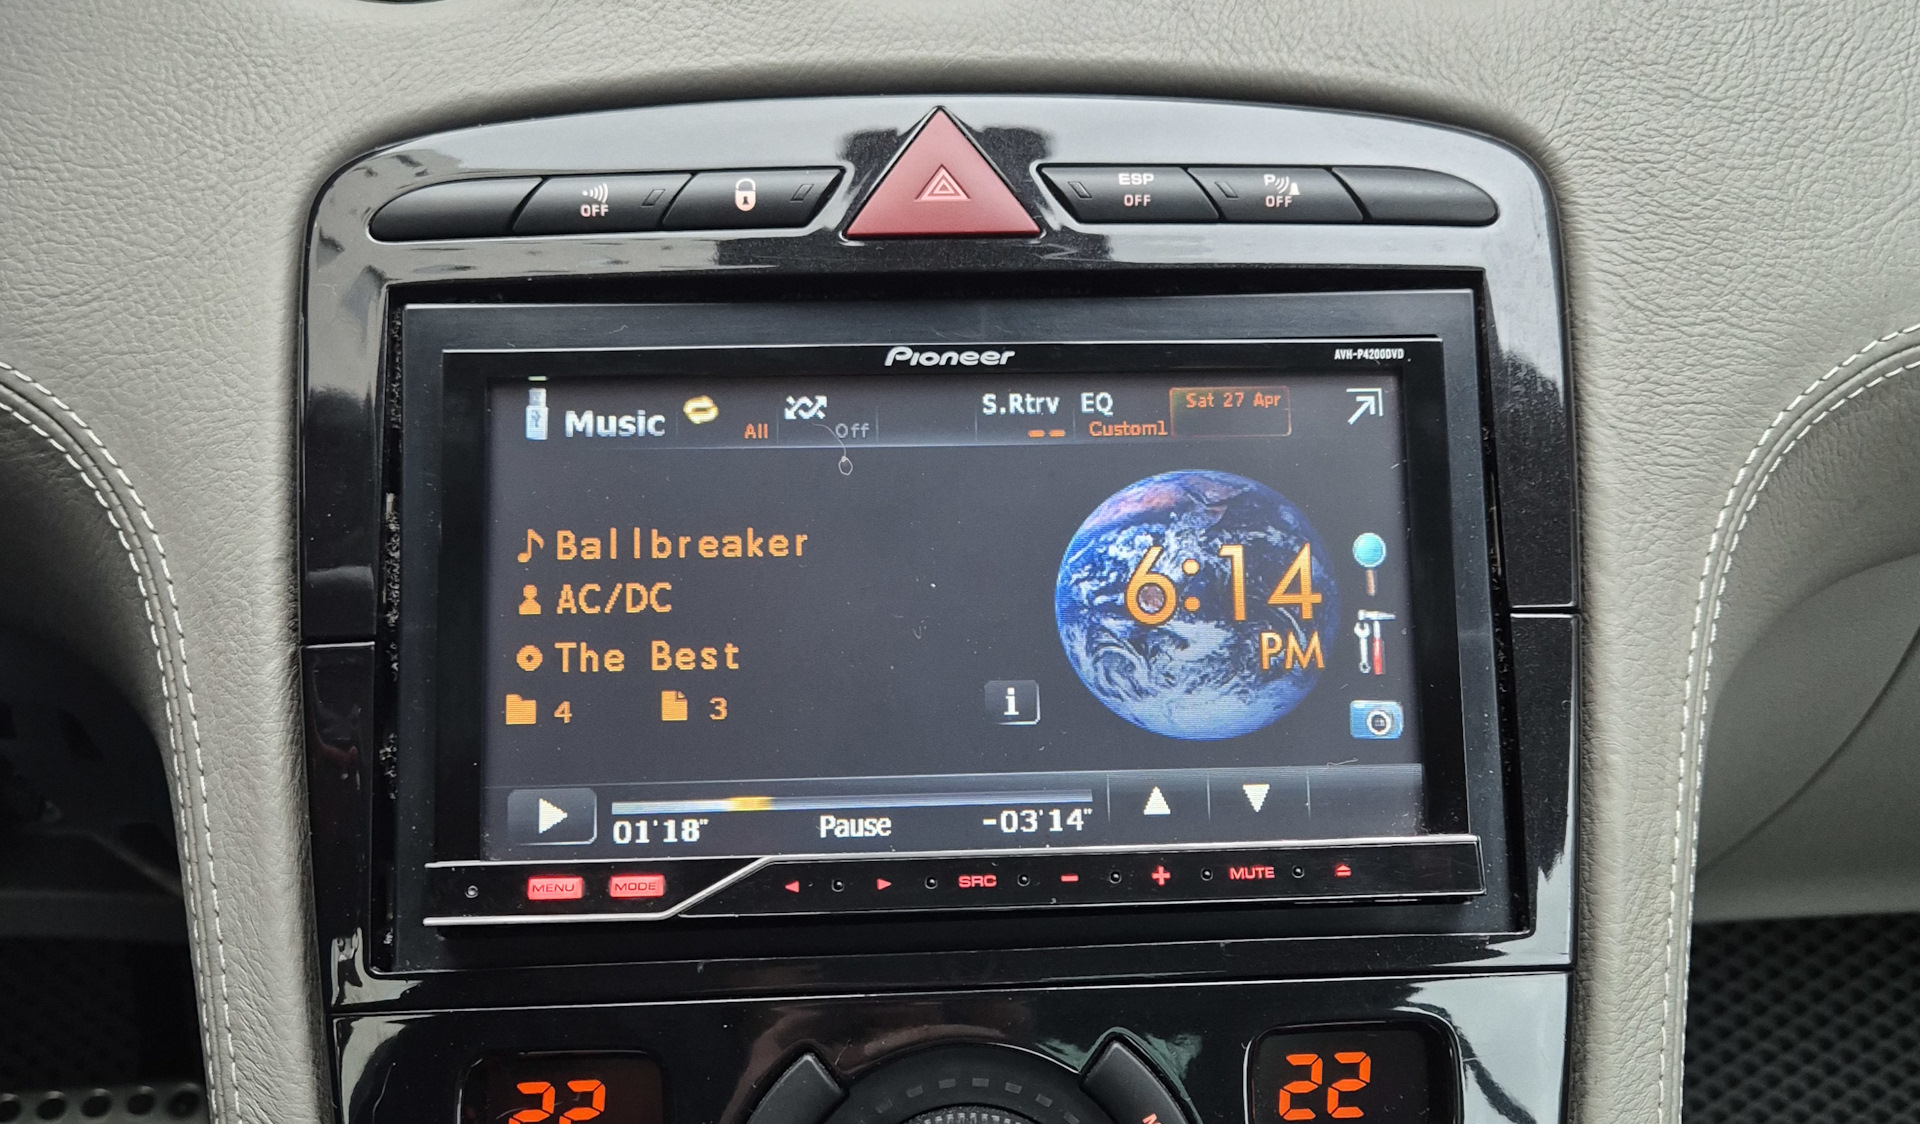 OFF
ESP
OFF
P
OFF
Pioneer
AVH-P4200DVD
Music
All
Off
S.Rtrv
EQ
Custom1
Sat 27 Apr
Ballbreaker
AC/DC
The Best
4
3
i
6:14
PM
01'18"
Pause
-03'14"
MENU
MODE
SRC
-
+
MUTE
22
22